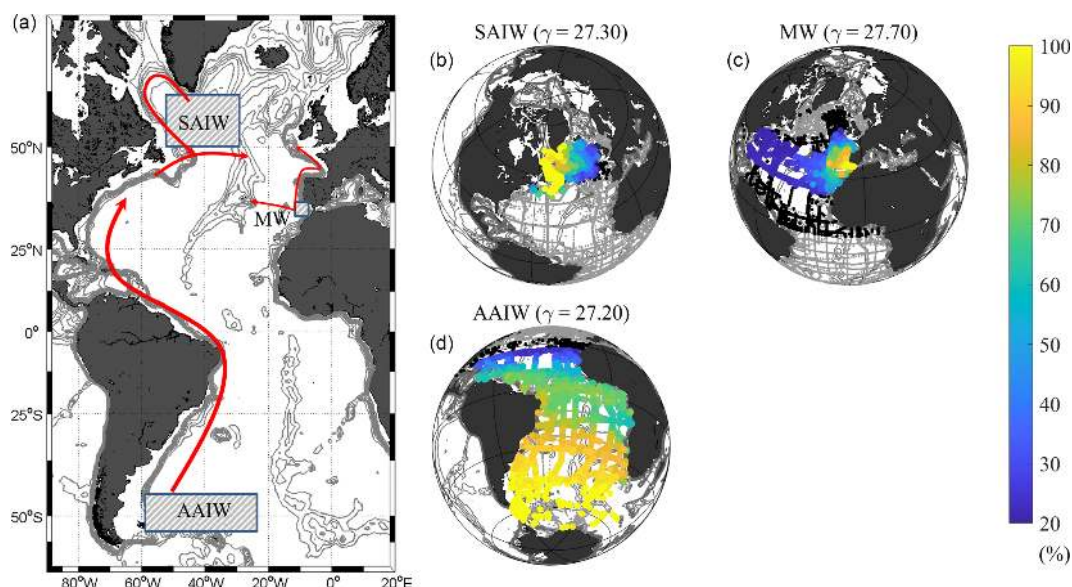 (a)
SAIW
MW
AAIW
50°N
25°N
0°
25°S
50°S
80°W
60°W
40°W
20°W
0°
20°E
SAIW (γ = 27.30)
(b)
MW (γ = 27.70)
(c)
AAIW (γ = 27.20)
(d)
100
90
80
70
60
50
40
30
20
(%)